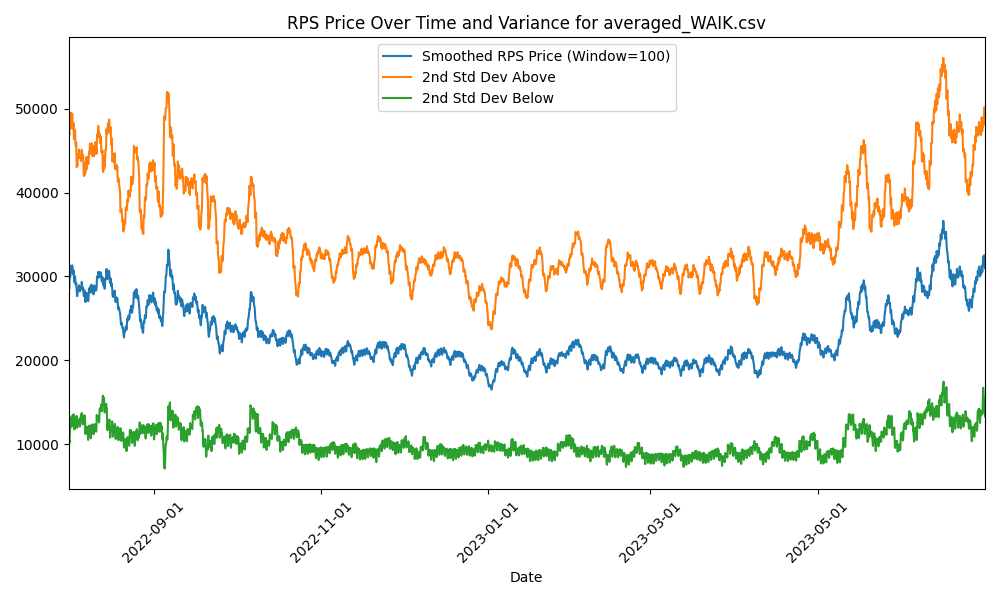 RPS Price Over Time and Variance for averaged_WAIK.csv
Smoothed RPS Price (Window=100)
2nd Std Dev Above
2nd Std Dev Below
50000
40000
30000
20000
10000
2022-09-01
2022-11-01
2023-01-01
2023-03-01
2023-05-01
Date